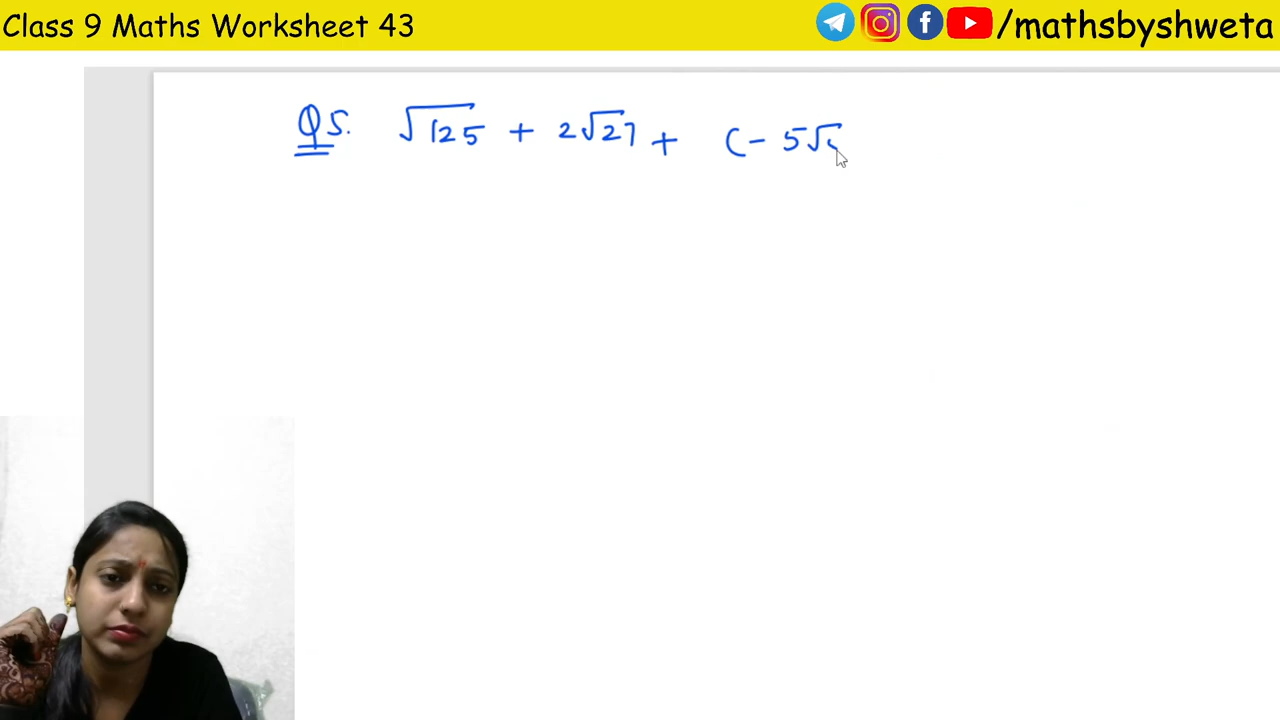 Class 9 Maths Worksheet 43
/mathsbyshweta
Q5. √125 + 2√27 + (- 5√